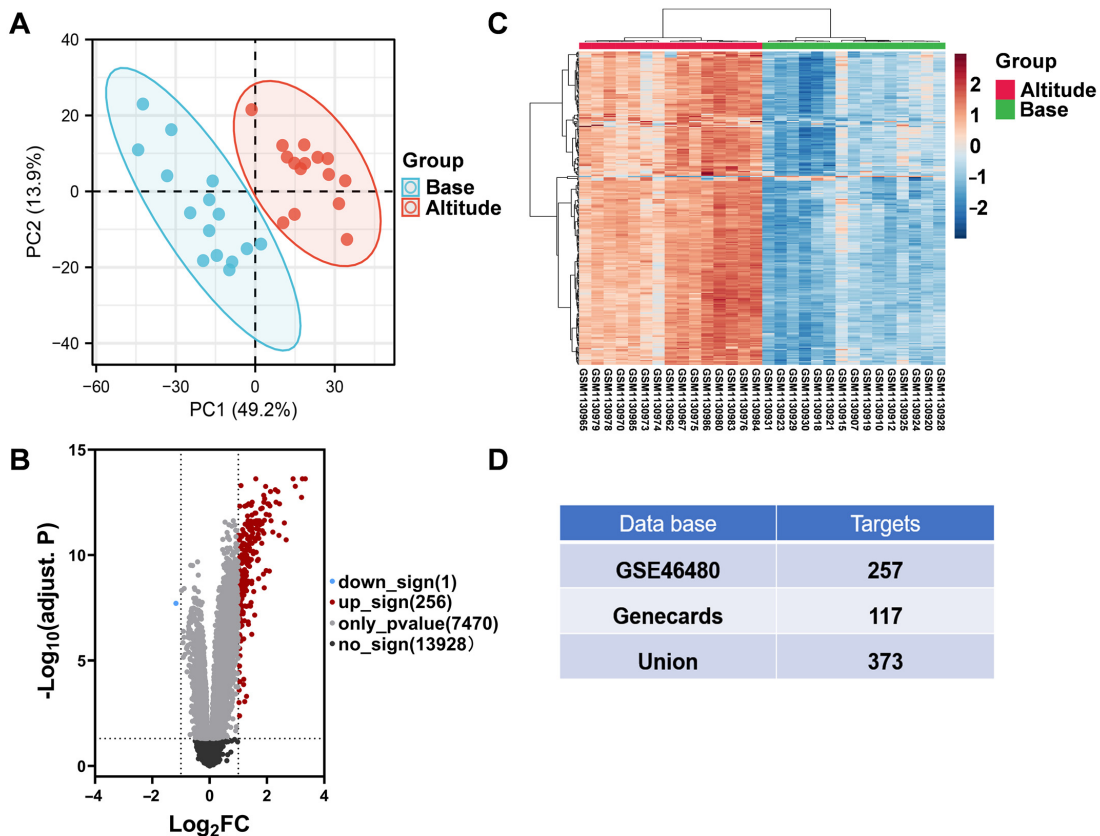 A
PC2 (13.9%)
40
20
0
−20
−40
−60
−30
0
30
PC1 (49.2%)
Group
Base
Altitude
B
-Log10(adjust. P)
15
10
5
0
−4
−2
0
2
4
Log2FC
down_sign(1)
up_sign(256)
only_pvalue(7470)
no_sign(13928)
C
Group
Altitude
Base
2
1
0
−1
−2
GSM1130965
GSM1130979
GSM1130978
GSM1130970
GSM1130985
GSM1130973
GSM1130974
GSM1130962
GSM1130967
GSM1130975
GSM1130986
GSM1130980
GSM1130983
GSM1130976
GSM1130984
GSM1130931
GSM1130923
GSM1130929
GSM1130930
GSM1130918
GSM1130921
GSM1130915
GSM1130907
GSM1130919
GSM1130910
GSM1130912
GSM1130925
GSM1130924
GSM1130920
GSM1130928
D
Data base Targets
GSE46480 257
Genecards 117
Union 373